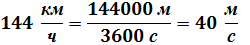 144 км/ч = 144000 м/3600 с = 40 м/с